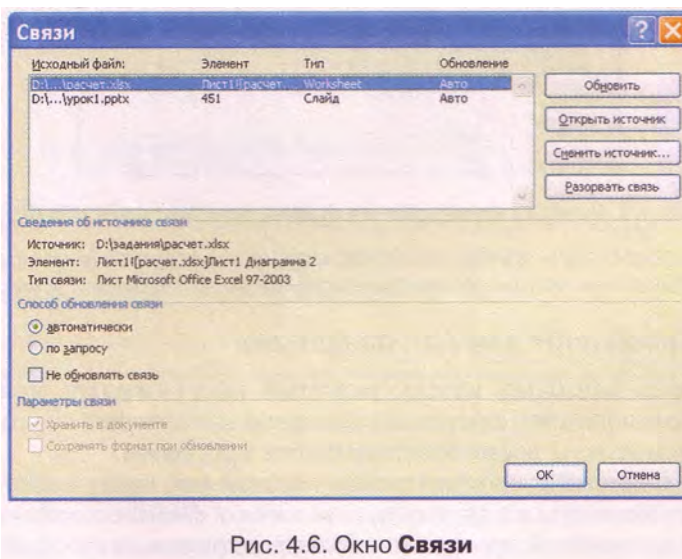 Связи
Исходный файл: Элемент Тип Обновление
D:\...\расчет.xlsx Лист1![расчет... Worksheet Авто
D:\...\урок1.pptx 451 Слайд Авто
Обновить
Открыть источник
Сменить источник...
Разорвать связь
Сведения об источнике связи
Источник: D:\задания\расчет.xlsx
Элемент: Лист1![расчет.xlsx]Лист1 Диаграмма 2
Тип связи: Лист Microsoft Office Excel 97-2003
Способ обновления связи
автоматически
по запросу
Не обновлять связь
Параметры связи
Хранить в документе
Сохранять формат при обновлении
ОК Отмена
Рис. 4.6. Окно Связи